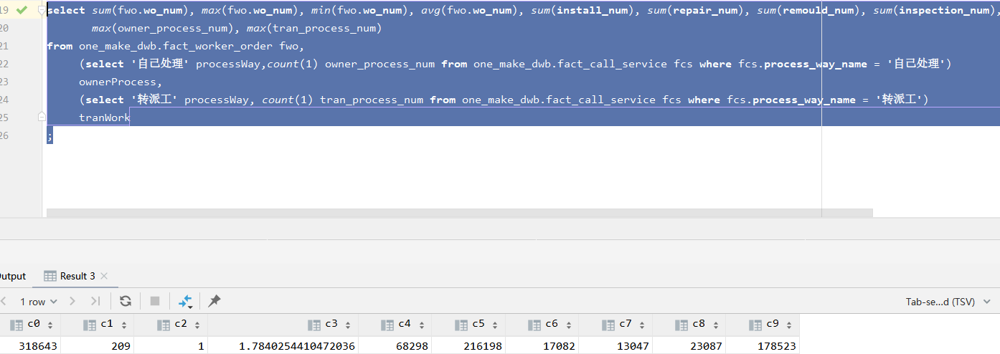 19 select sum(fwo.wo_num), max(fwo.wo_num), min(fwo.wo_num), avg(fwo.wo_num), sum(install_num), sum(repair_num), sum(remould_num), sum(inspection_num),
20 max(owner_process_num), max(tran_process_num)
21 from one_make_dwb.fact_worker_order fwo,
22 (select '自己处理' processWay,count(1) owner_process_num from one_make_dwb.fact_call_service fcs where fcs.process_way_name = '自己处理')
23 ownerProcess,
24 (select '转派工' processWay, count(1) tran_process_num from one_make_dwb.fact_call_service fcs where fcs.process_way_name = '转派工')
25 tranWork
26 ;
Output Result 3
1 row Tab-se...d (TSV)
c0 c1 c2 c3 c4 c5 c6 c7 c8 c9
318643 209 1 1.7840254410472036 68298 216198 17082 13047 23087 178523